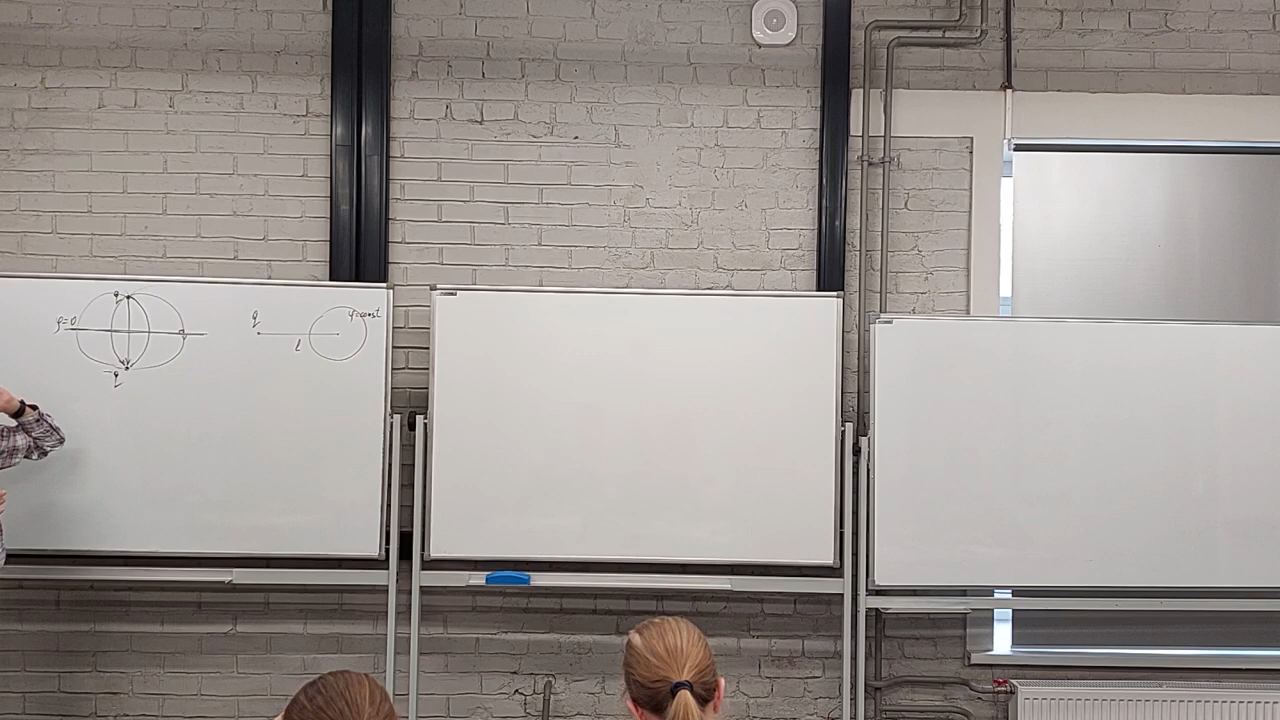 q
φ=0
-q
q
φ=const
l